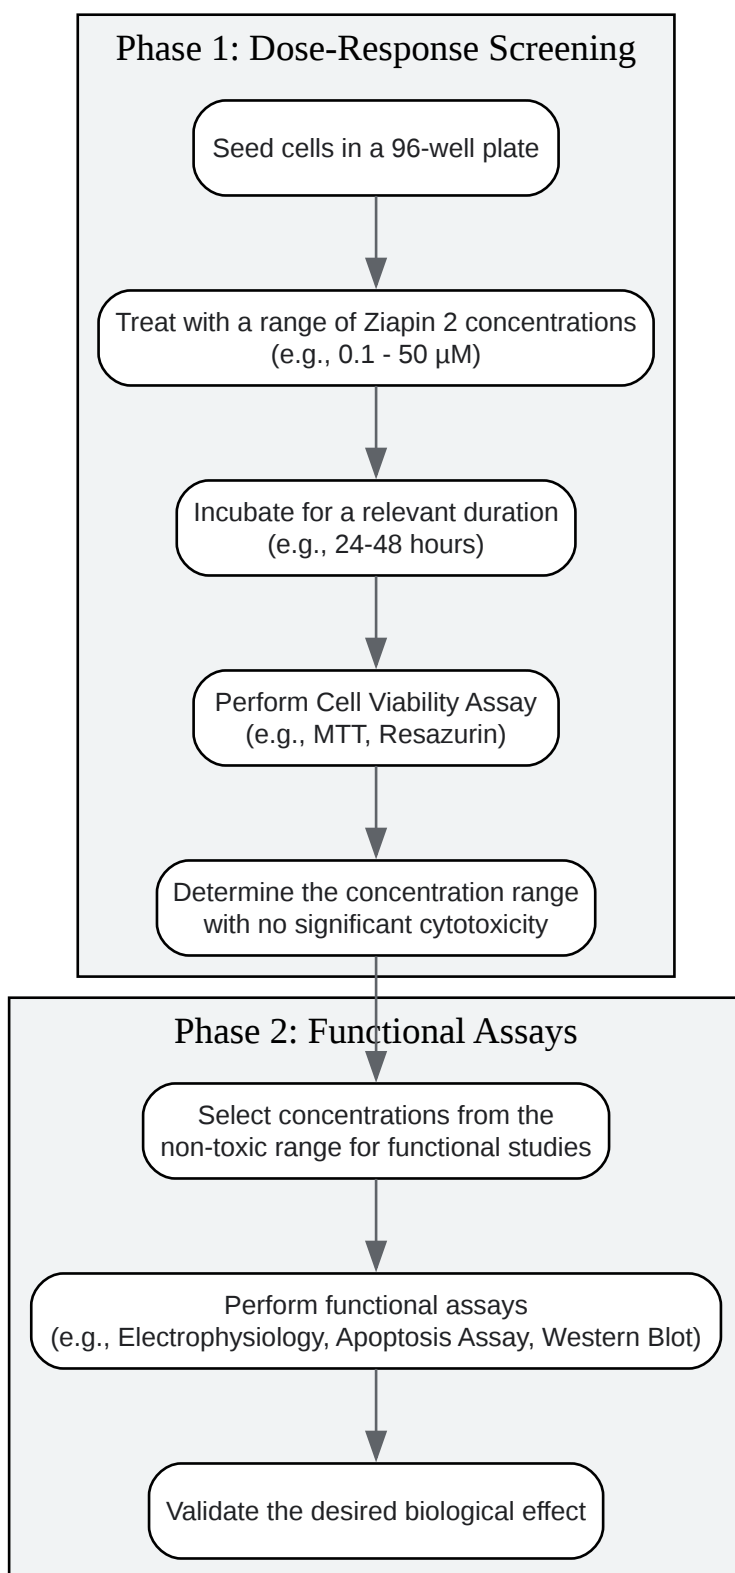 Phase 1: Dose-Response Screening
Seed cells in a 96-well plate
Treat with a range of Ziapin 2 concentrations
(e.g., 0.1 - 50 µM)
Incubate for a relevant duration
(e.g., 24-48 hours)
Perform Cell Viability Assay
(e.g., MTT, Resazurin)
Determine the concentration range
with no significant cytotoxicity
Phase 2: Functional Assays
Select concentrations from the
non-toxic range for functional studies
Perform functional assays
(e.g., Electrophysiology, Apoptosis Assay, Western Blot)
Validate the desired biological effect